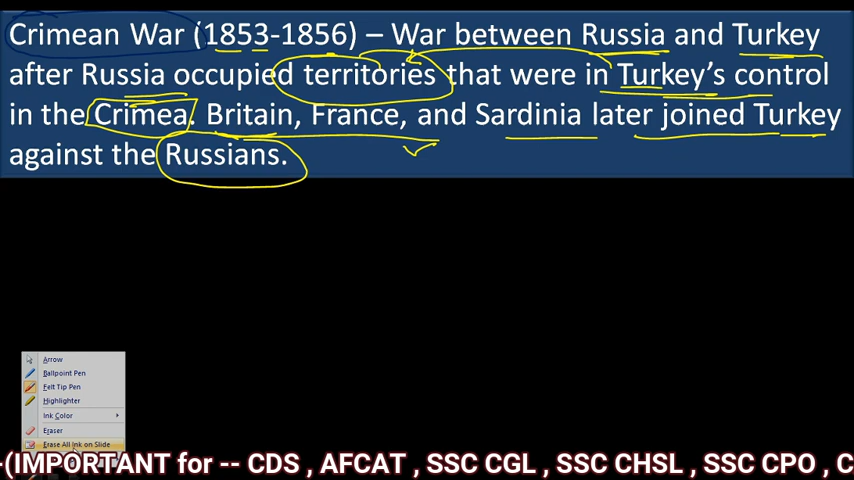 Crimean War (1853-1856) – War between Russia and Turkey
after Russia occupied territories that were in Turkey's control
in the Crimea. Britain, France, and Sardinia later joined Turkey
against the Russians.
Arrow
Ballpoint Pen
Felt Tip Pen
Highlighter
Ink Color
Eraser
Erase All Ink on Slide
-(IMPORTANT for -- CDS , AFCAT , SSC CGL , SSC CHSL , SSC CPO , C